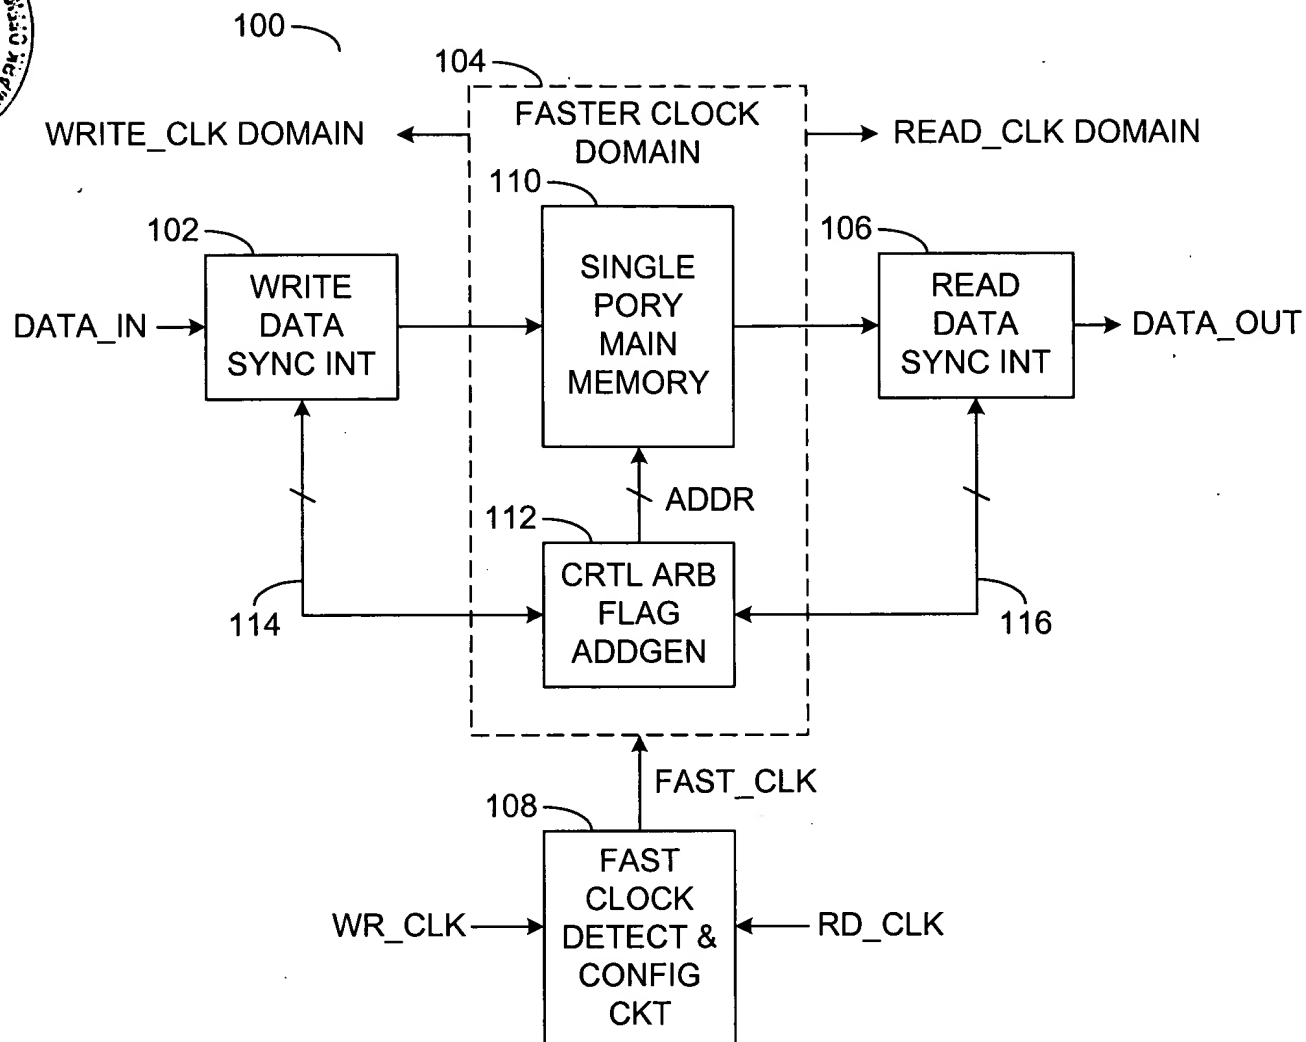 100
104
WRITE_CLK DOMAIN
FASTER CLOCK
DOMAIN
READ_CLK DOMAIN
110
102
106
WRITE
DATA
SYNC INT
SINGLE
PORY
MAIN
MEMORY
READ
DATA
SYNC INT
DATA_IN
DATA_OUT
ADDR
112
CRTL ARB
FLAG
ADDGEN
114
116
FAST_CLK
108
FAST
CLOCK
DETECT &
CONFIG
CKT
WR_CLK
RD_CLK